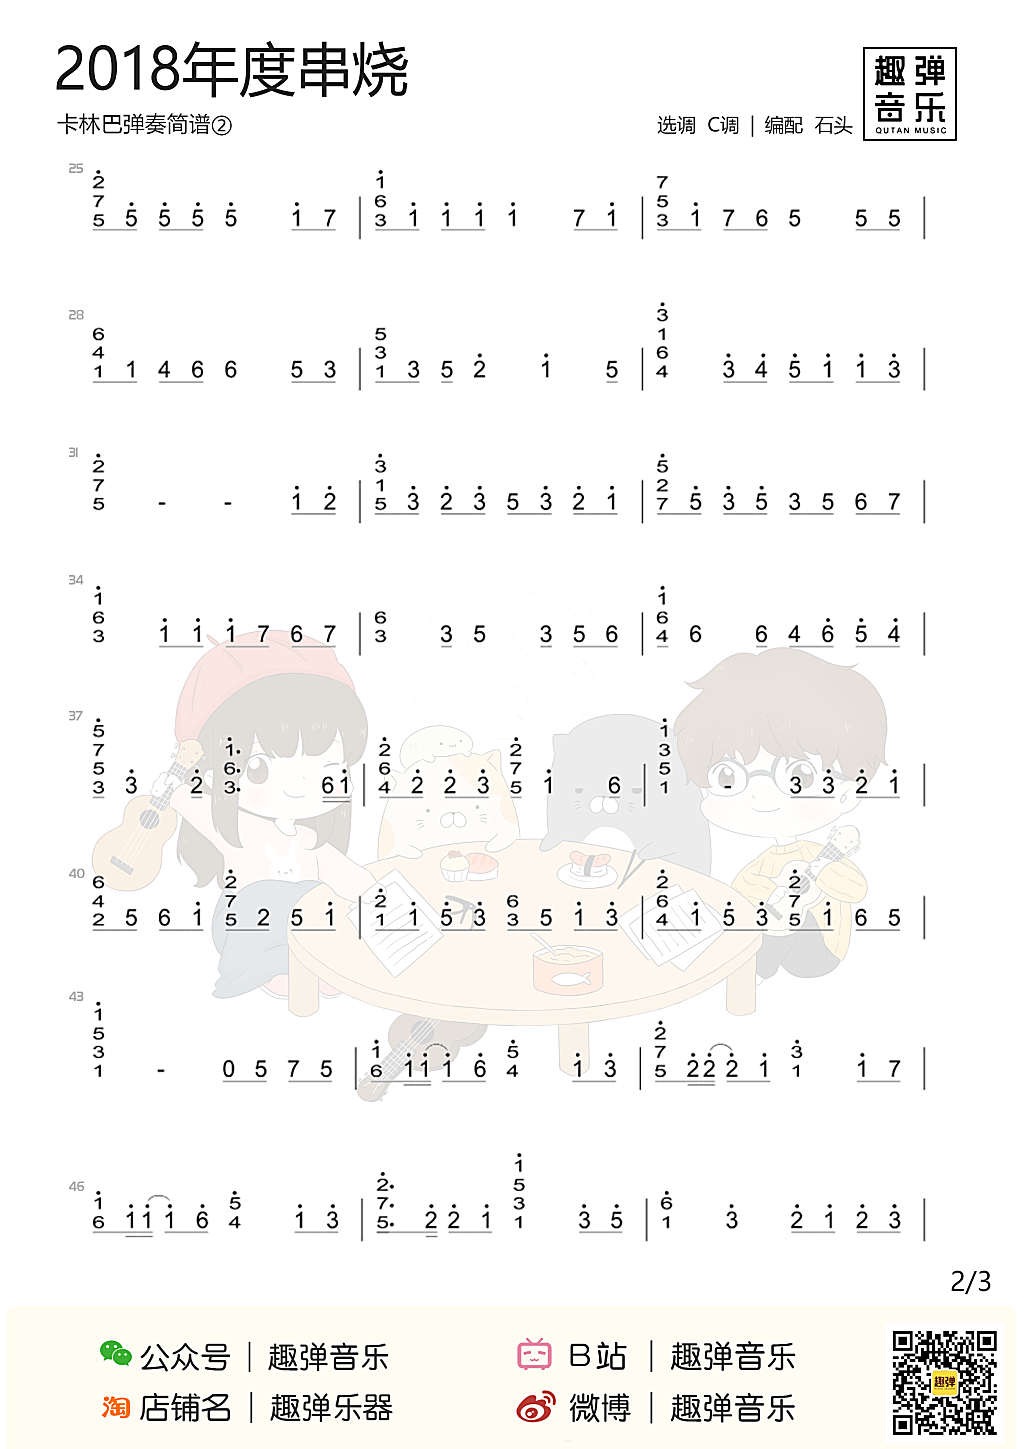 2018年度串烧
卡林巴弹奏简谱②
选调 C调 | 编配 石头
趣弹
音乐
QUTAN MUSIC
25
2̇
7
5 5̇ 5̇ 5̇ 5̇ 1̇ 7 |
1̇
6
3 1̇ 1̇ 1̇ 1̇ 7 1̇ |
7
5
3 1̇ 7 6 5 5 5 |
28
6
4
1 1 4 6 6 5 3 |
5
3
1 3 5 2̇ 1̇ 5 |
3̇
1
6
4 3̇ 4̇ 5̇ 1̇ 1̇ 3̇ |
31
2̇
7
5 - - 1̇ 2̇ |
3̇
1
5 3̇ 2̇ 3̇ 5 3̇ 2̇ 1̇ |
5̇
2
7 5̇ 3̇ 5̇ 3 5 6 7 |
34
1̇
6
3 1̇ 1̇ 1̇ 7 6 7 |
6
3 3 5 3 5 6 |
1̇
6
4 6 6 4 6̇ 5̇ 4̇ |
37
5̇
7
5
3 3̇ 2̇
1̇.
6.
3. 6 1̇ |
2̇
6
4 2̇ 2̇ 3̇
2̇
7
5 1̇ 6 |
1̇
3
5
1 - 3̇ 3̇ 2̇ 1̇ |
40
6
4
2 5 6 1̇
2̇
7
5 2 5 1̇ |
2̇
1 1̇ 5̇ 3̇
6
3 5 1̇ 3̇ |
2̇
6
4 1̇ 5̇ 3̇
2̇
7
5 1̇ 6 5 |
43
1̇
5
3
1 - 0 5 7 5 |
1̇
6 1̇ 1̇ 1̇ 6̇
5̇
4 1̇ 3̇ |
2̇
7
5 2̇ 2̇ 2̇ 1̇
3̇
1 1̇ 7 |
46
1̇
6 1̇ 1̇ 1̇ 6̇
5̇
4 1̇ 3̇ |
2̇.
7.
5. 2̇ 2̇ 1̇
1̇
5
3
1 3̇ 5̇ |
6̇
1 3̇ 2̇ 1̇ 2̇ 3̇ |
2/3
公众号 | 趣弹音乐
B站 | 趣弹音乐
淘 店铺名 | 趣弹乐器
微博 | 趣弹音乐
趣弹